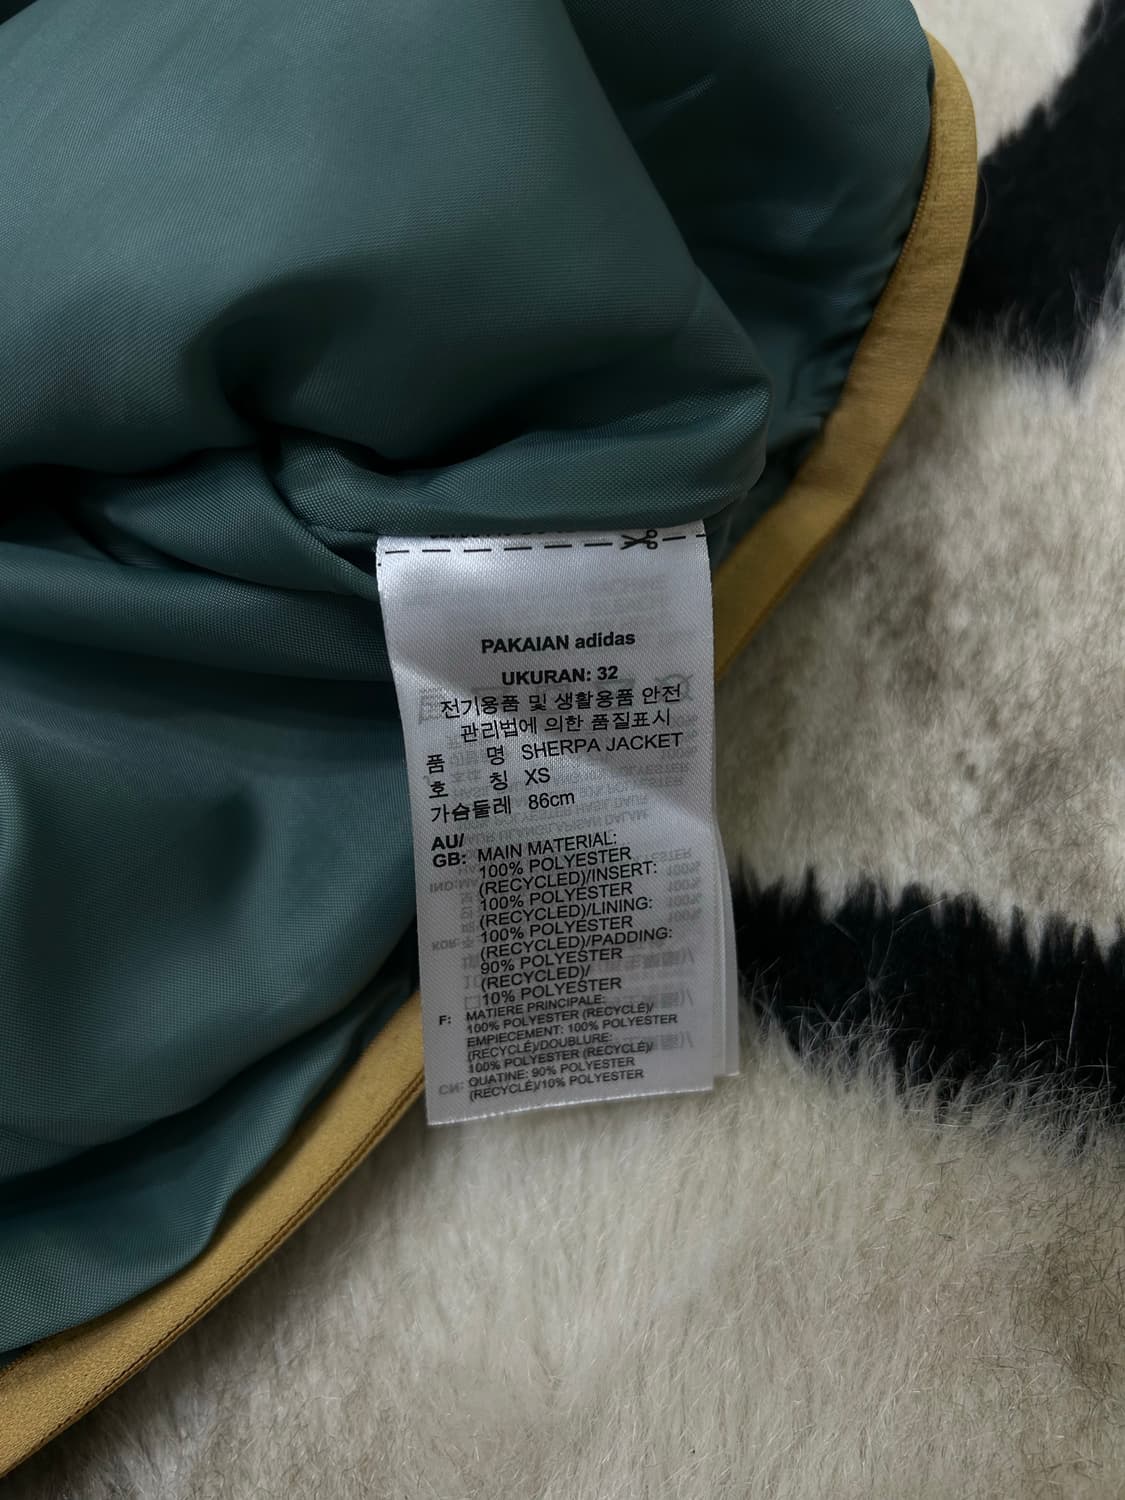 PAKAIAN adidas
UKURAN: 32
전기용품 및 생활용품 안전
관리법에 의한 품질표시
품 명 SHERPA JACKET
호 칭 XS
가슴둘레 86cm
AU/
GB: MAIN MATERIAL:
100% POLYESTER
(RECYCLED)/INSERT:
100% POLYESTER
(RECYCLED)/LINING:
100% POLYESTER
(RECYCLED)/PADDING:
90% POLYESTER
(RECYCLED)/
10% POLYESTER
F: MATIERE PRINCIPALE:
100% POLYESTER (RECYCLÉ)/
EMPIECEMENT: 100% POLYESTER
(RECYCLÉ)/DOUBLURE:
100% POLYESTER (RECYCLÉ)/
QUATINE: 90% POLYESTER
(RECYCLÉ)/10% POLYESTER